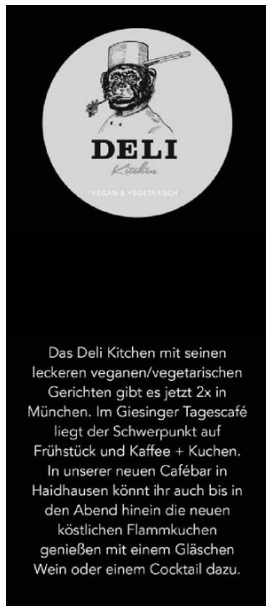 DELI
Kitchen
VEGAN & VEGETARISCH
Das Deli Kitchen mit seinen
leckeren veganen/vegetarischen
Gerichten gibt es jetzt 2x in
München. Im Giesinger Tagescafé
liegt der Schwerpunkt auf
Frühstück und Kaffee + Kuchen.
In unserer neuen Cafébar in
Haidhausen könnt ihr auch bis in
den Abend hinein die neuen
köstlichen Flammkuchen
genießen mit einem Gläschen
Wein oder einem Cocktail dazu.